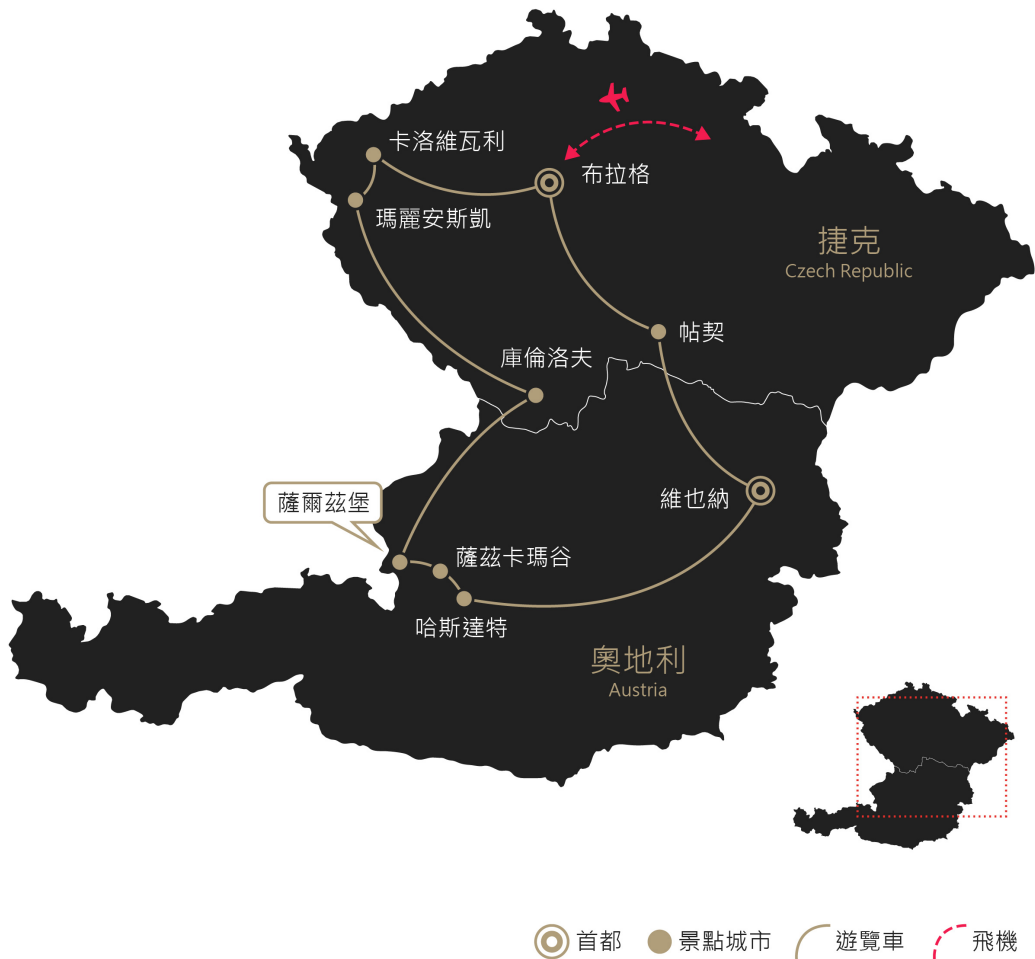 卡洛維瓦利
布拉格
瑪麗安斯凱
捷克
Czech Republic
帖契
庫倫洛夫
薩爾茲堡
維也納
薩茲卡瑪谷
哈斯達特
奧地利
Austria
首都
景點城市
遊覽車
飛機